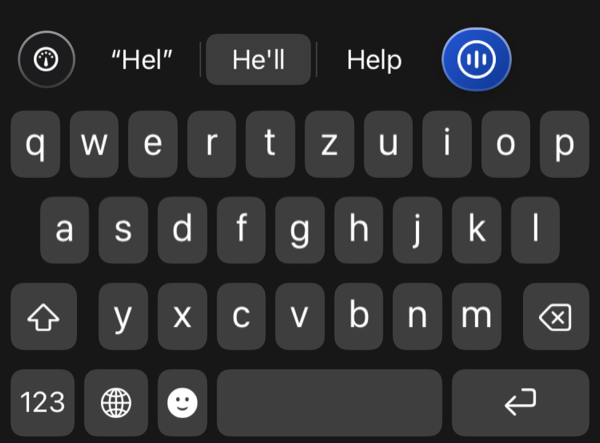 “Hel” He'll Help
q w e r t z u i o p
a s d f g h j k l
y x c v b n m
123